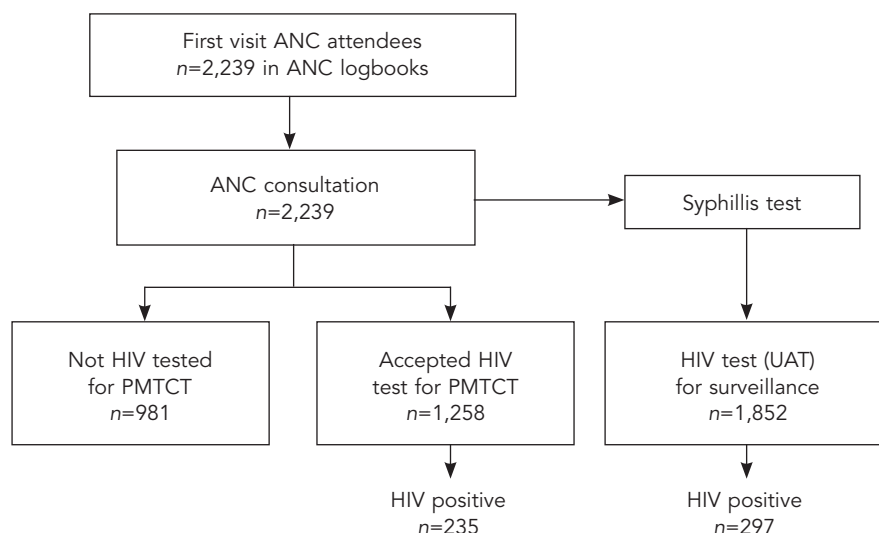 First visit ANC attendees
n=2,239 in ANC logbooks
ANC consultation
n=2,239
Syphillis test
Not HIV tested
for PMTCT
n=981
Accepted HIV
test for PMTCT
n=1,258
HIV test (UAT)
for surveillance
n=1,852
HIV positive
n=235
HIV positive
n=297